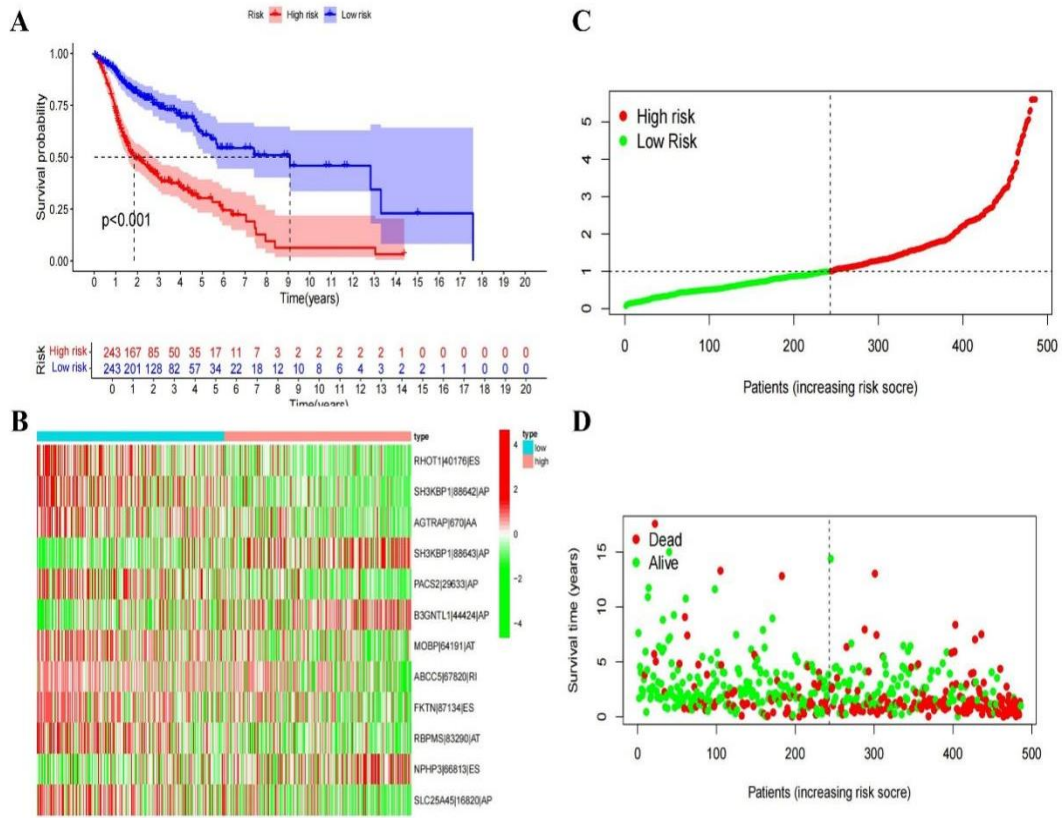 A
Risk High risk Low risk
Survival probability
1.00
0.75
0.50
0.25
0.00
p<0.001
0 1 2 3 4 5 6 7 8 9 10 11 12 13 14 15 16 17 18 19 20
Time(years)
Risk
High risk 243 167 85 50 35 17 11 7 3 2 2 2 2 2 1 0 0 0 0 0 0
Low risk 243 201 128 82 57 34 22 18 12 10 8 6 4 3 2 2 1 1 0 0 0
0 1 2 3 4 5 6 7 8 9 10 11 12 13 14 15 16 17 18 19 20
Time(years)
B
type
RHOT1|40176|ES
SH3KBP1|88642|AP
AGTRAP|670|AA
SH3KBP1|88643|AP
PACS2|29633|AP
B3GNTL1|44424|AP
MOBP|64191|AT
ABCC5|67820|RI
FKTN|87134|ES
RBPMS|83290|AT
NPHP3|66813|ES
SLC25A45|16820|AP
4
2
0
−2
−4
type
low
high
C
High risk
Low Risk
5
4
3
2
1
0
0 100 200 300 400 500
Patients (increasing risk socre)
D
Dead
Alive
Survival time (years)
15
10
5
0
0 100 200 300 400 500
Patients (increasing risk socre)